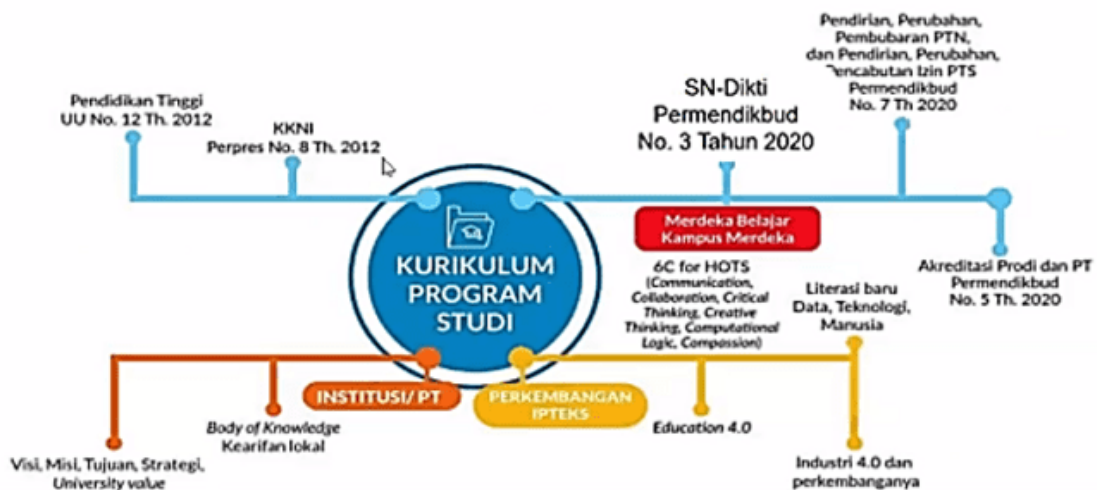 Pendidikan Tinggi
UU No. 12 Th. 2012
KKNI
Perpres No. 8 Th. 2012
SN-Dikti
Permendikbud
No. 3 Tahun 2020
Pendirian, Perubahan,
Pembubaran PTN,
dan Pendirian, Perubahan,
Pencabutan Izin PTS
Permendikbud
No. 7 Th 2020
Merdeka Belajar
Kampus Merdeka
Akreditasi Prodi dan PT
Permendikbud
No. 5 Th. 2020
KURIKULUM
PROGRAM
STUDI
6C for HOTS
(Communication,
Collaboration, Critical
Thinking, Creative
Thinking, Computational
Logic, Compassion)
Literasi baru
Data, Teknologi,
Manusia
INSTITUSI/ PT
PERKEMBANGAN
IPTEKS
Body of Knowledge
Kearifan lokal
Education 4.0
Visi, Misi, Tujuan, Strategi,
University value
Industri 4.0 dan
perkembanganya